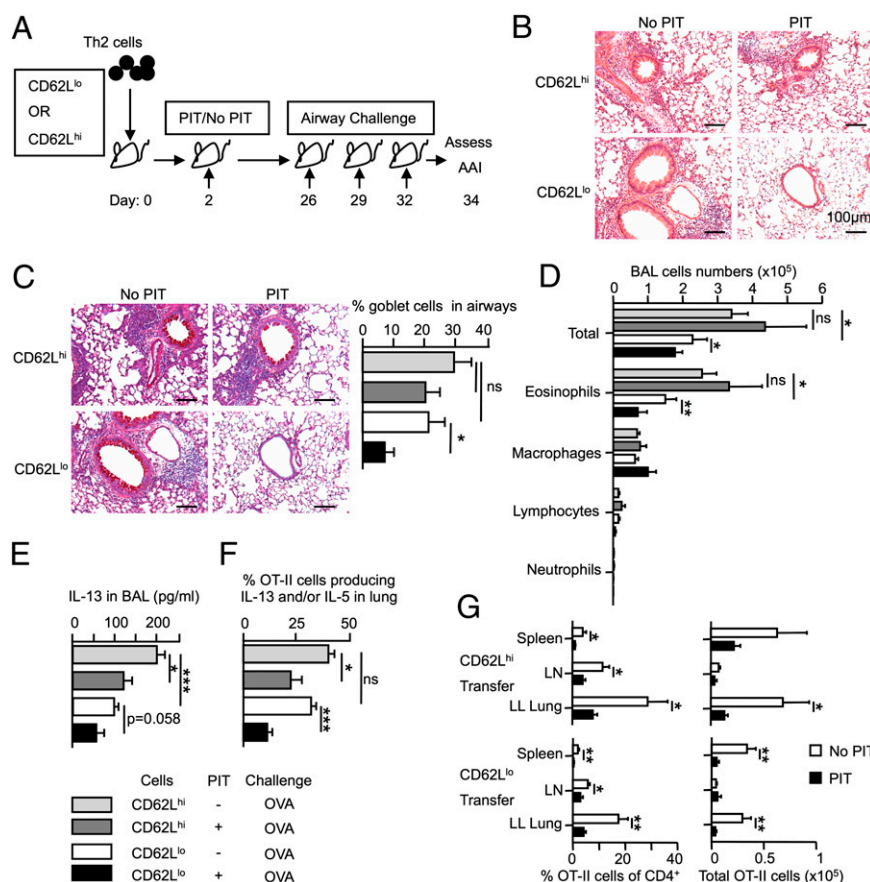 A
Th2 cells
CD62Llo
OR
CD62Lhi
PIT/No PIT
Airway Challenge
Assess
AAI
Day: 0
2
26
29
32
34
B
No PIT
PIT
CD62Lhi
CD62Llo
100μm
C
No PIT
PIT
CD62Lhi
CD62Llo
% goblet cells in airways
0 10 20 30 40
ns
*
D
BAL cells numbers (x10⁵)
0 1 2 3 4 5 6
Total
ns
*
*
Eosinophils
ns
*
**
Macrophages
Lymphocytes
Neutrophils
E
IL-13 in BAL (pg/ml)
0 100 200
*
***
p=0.058
F
% OT-II cells producing
IL-13 and/or IL-5 in lung
0 25 50
*
ns
***
Cells PIT Challenge
CD62Lhi - OVA
CD62Lhi + OVA
CD62Llo - OVA
CD62Llo + OVA
G
Spleen
*
CD62Lhi
LN
*
Transfer
LL Lung
*
*
Spleen
**
**
CD62Llo
LN
*
Transfer
LL Lung
**
**
No PIT
PIT
0 20 40
% OT-II cells of CD4⁺
0 0.5 1
Total OT-II cells (x10⁵)